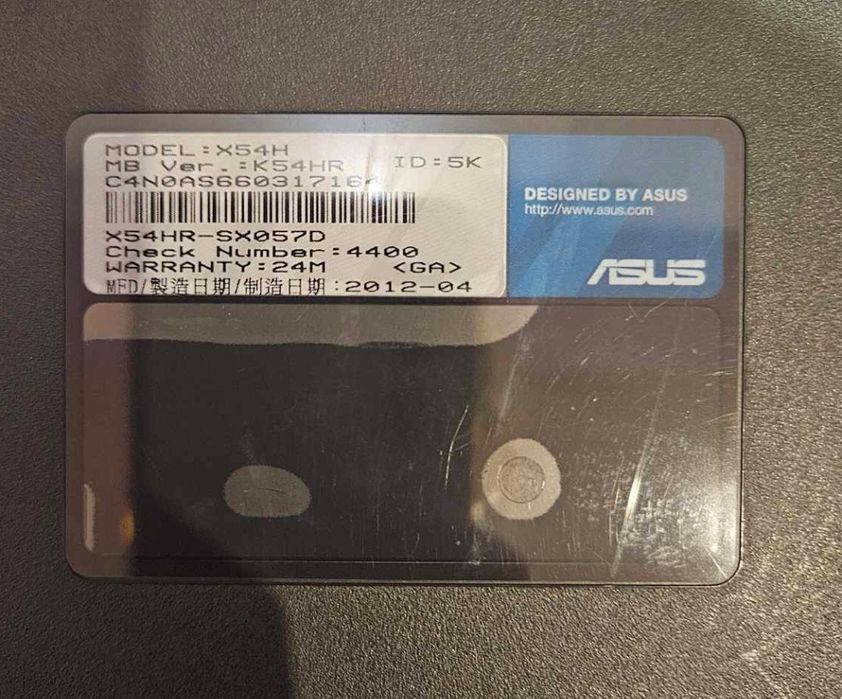 MODEL:X54H
MB Ver.:K54HR ID:5K
X54HR-SX057D
Check Number:4400
WARRANTY:24M <GA>
MFD/製造日期/制造日期:2012-04
DESIGNED BY ASUS
http://www.asus.com
ASUS